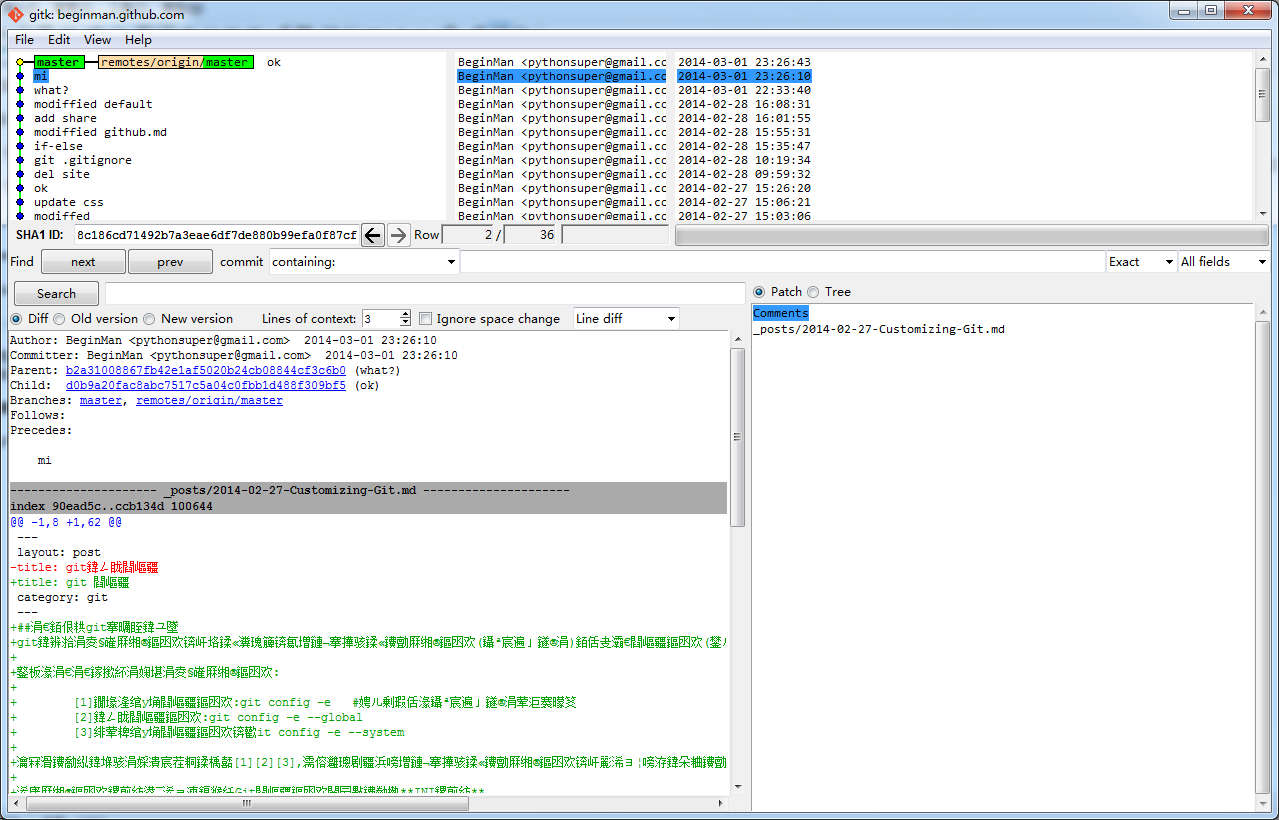 gitk: beginman.github.com
File Edit View Help
master remotes/origin/master ok BeginMan <pythonsuper@gmail.cc 2014-03-01 23:26:43
mi BeginMan <pythonsuper@gmail.cc 2014-03-01 23:26:10
what? BeginMan <pythonsuper@gmail.cc 2014-03-01 22:33:40
modiffied default BeginMan <pythonsuper@gmail.cc 2014-02-28 16:08:31
add share BeginMan <pythonsuper@gmail.cc 2014-02-28 16:01:55
modiffied github.md BeginMan <pythonsuper@gmail.cc 2014-02-28 15:55:31
if-else BeginMan <pythonsuper@gmail.cc 2014-02-28 15:35:47
git .gitignore BeginMan <pythonsuper@gmail.cc 2014-02-28 10:19:34
del site BeginMan <pythonsuper@gmail.cc 2014-02-28 09:59:32
ok BeginMan <pythonsuper@gmail.cc 2014-02-27 15:26:20
update css BeginMan <pythonsuper@gmail.cc 2014-02-27 15:06:21
modiffed BeginMan <pythonsuper@gmail.cc 2014-02-27 15:03:06
SHA1 ID: 8c186cd71492b7a3eae6df7de880b99efa0f87cf Row 2 / 36
Find next prev commit containing: Exact All fields
Search
Patch Tree
Diff Old version New version Lines of context: 3 Ignore space change Line diff
Comments
_posts/2014-02-27-Customizing-Git.md
Author: BeginMan <pythonsuper@gmail.com> 2014-03-01 23:26:10
Committer: BeginMan <pythonsuper@gmail.com> 2014-03-01 23:26:10
Parent: b2a31008867fb42e1af5020b24cb08844cf3c6b0 (what?)
Child: d0b9a20fac8abc7517c5a04c0fbb1d488f309bf5 (ok)
Branches: master, remotes/origin/master
Follows:
Precedes:
mi
--------------------- _posts/2014-02-27-Customizing-Git.md ---------------------
index 90ead5c..ccb134d 100644
@@ -1,8 +1,62 @@
---
layout: post
-title: git
+title: git
category: git
---
+##
+git
+
+
+
+ [1] :git config -e #
+ [2] :git config -e --global
+ [3] it config -e --system
+
+ [1][2][3],
+
+ Git **INI